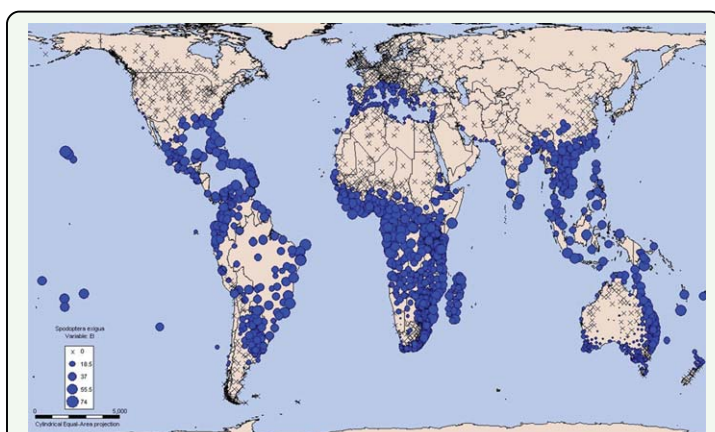 Spodoptera exigua
Variable: EI
0
18.5
37
55.5
74
0 5,000
Cylindrical Equal-Area projection